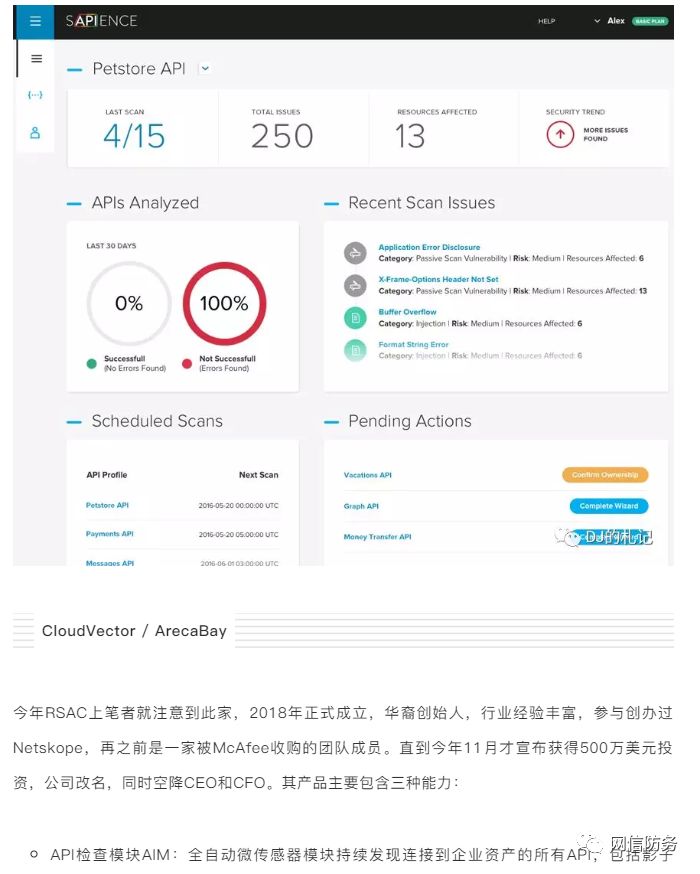 SAPIENCE
HELP
Alex
BASIC PLAN
Petstore API
LAST SCAN
TOTAL ISSUES
RESOURCES AFFECTED
SECURITY TREND
4/15
250
13
MORE ISSUES
FOUND
APIs Analyzed
Recent Scan Issues
LAST 30 DAYS
0%
100%
Successfull
(No Errors Found)
Not Successfull
(Errors Found)
Application Error Disclosure
Category: Passive Scan Vulnerability | Risk: Medium | Resources Affected: 6
X-Frame-Options Header Not Set
Category: Passive Scan Vulnerability | Risk: Medium | Resources Affected: 13
Buffer Overflow
Category: Injection | Risk: Medium | Resources Affected: 6
Format String Error
Category: Injection | Risk: Medium | Resources Affected: 6
Scheduled Scans
Pending Actions
API Profile
Next Scan
Petstore API
2016-05-20 00:00:00 UTC
Payments API
2016-05-20 05:00:00 UTC
Messages API
2016-06-01 03:00:00 UTC
Vacations API
Confirm Ownership
Graph API
Complete Wizard
Money Transfer API
DJ的札记
CloudVector / ArecaBay
今年RSAC上笔者就注意到此家，2018年正式成立，华裔创始人，行业经验丰富，参与创办过
Netskope，再之前是一家被McAfee收购的团队成员。直到今年11月才宣布获得500万美元投
资，公司改名，同时空降CEO和CFO。其产品主要包含三种能力：
API检查模块AIM：全自动微传感器模块持续发现连接到企业资产的所有API，包括影子
网信防务